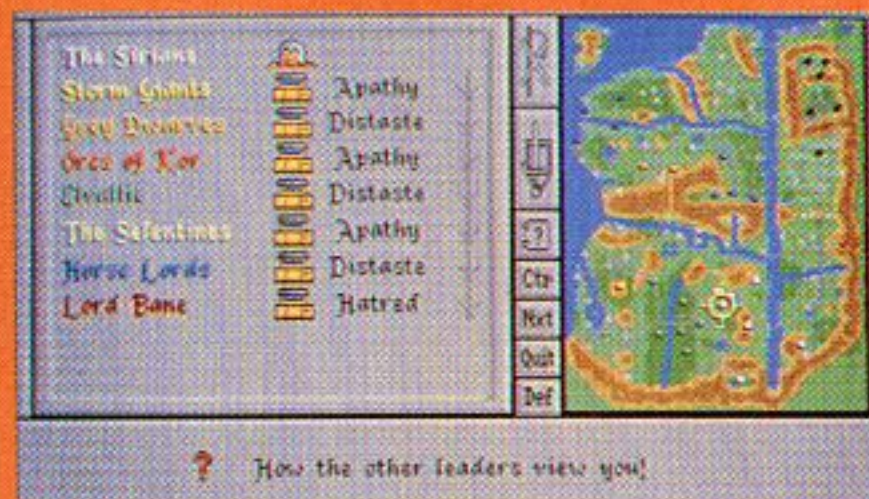 The Sirians
Storm Giants Apathy
Grey Dwarves Distaste
Orcs of Kor Apathy
Elvallie Distaste
The Selentines Apathy
Horse Lords Distaste
Lord Bane Hatred
?
Ctr
Nxt
Quit
Def
? How the other leaders view you!